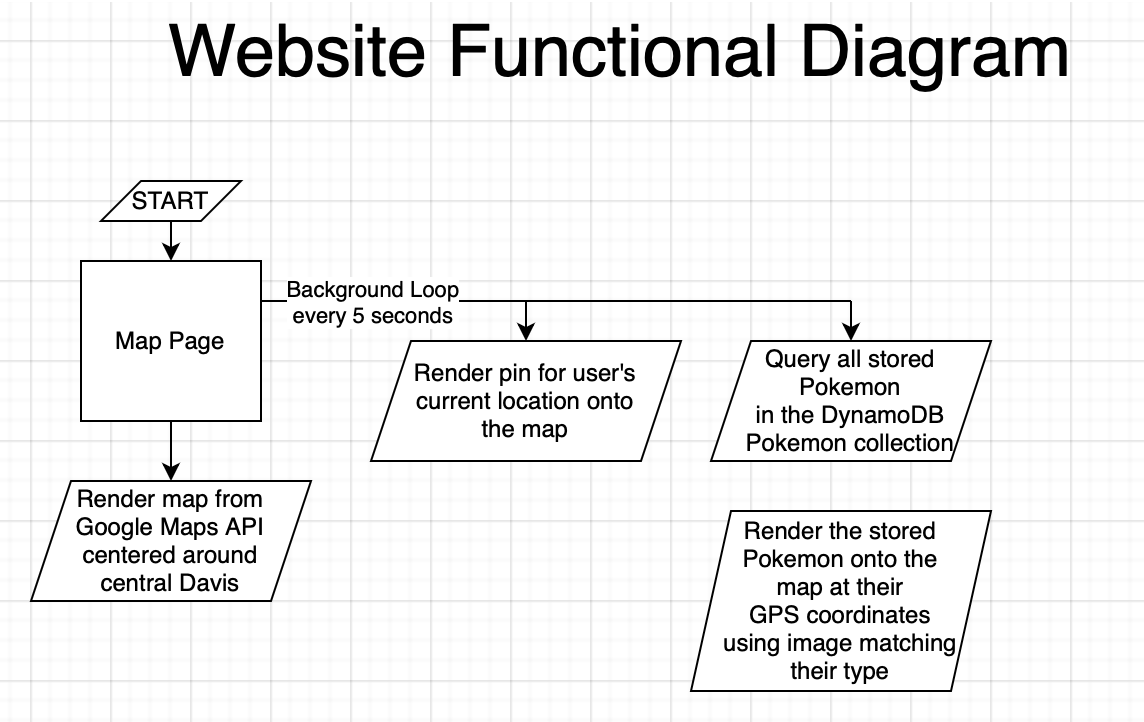 Website Functional Diagram
START
Map Page
Background Loop
every 5 seconds
Render pin for user's
current location onto
the map
Query all stored
Pokemon
in the DynamoDB
Pokemon collection
Render map from
Google Maps API
centered around
central Davis
Render the stored
Pokemon onto the
map at their
GPS coordinates
using image matching
their type